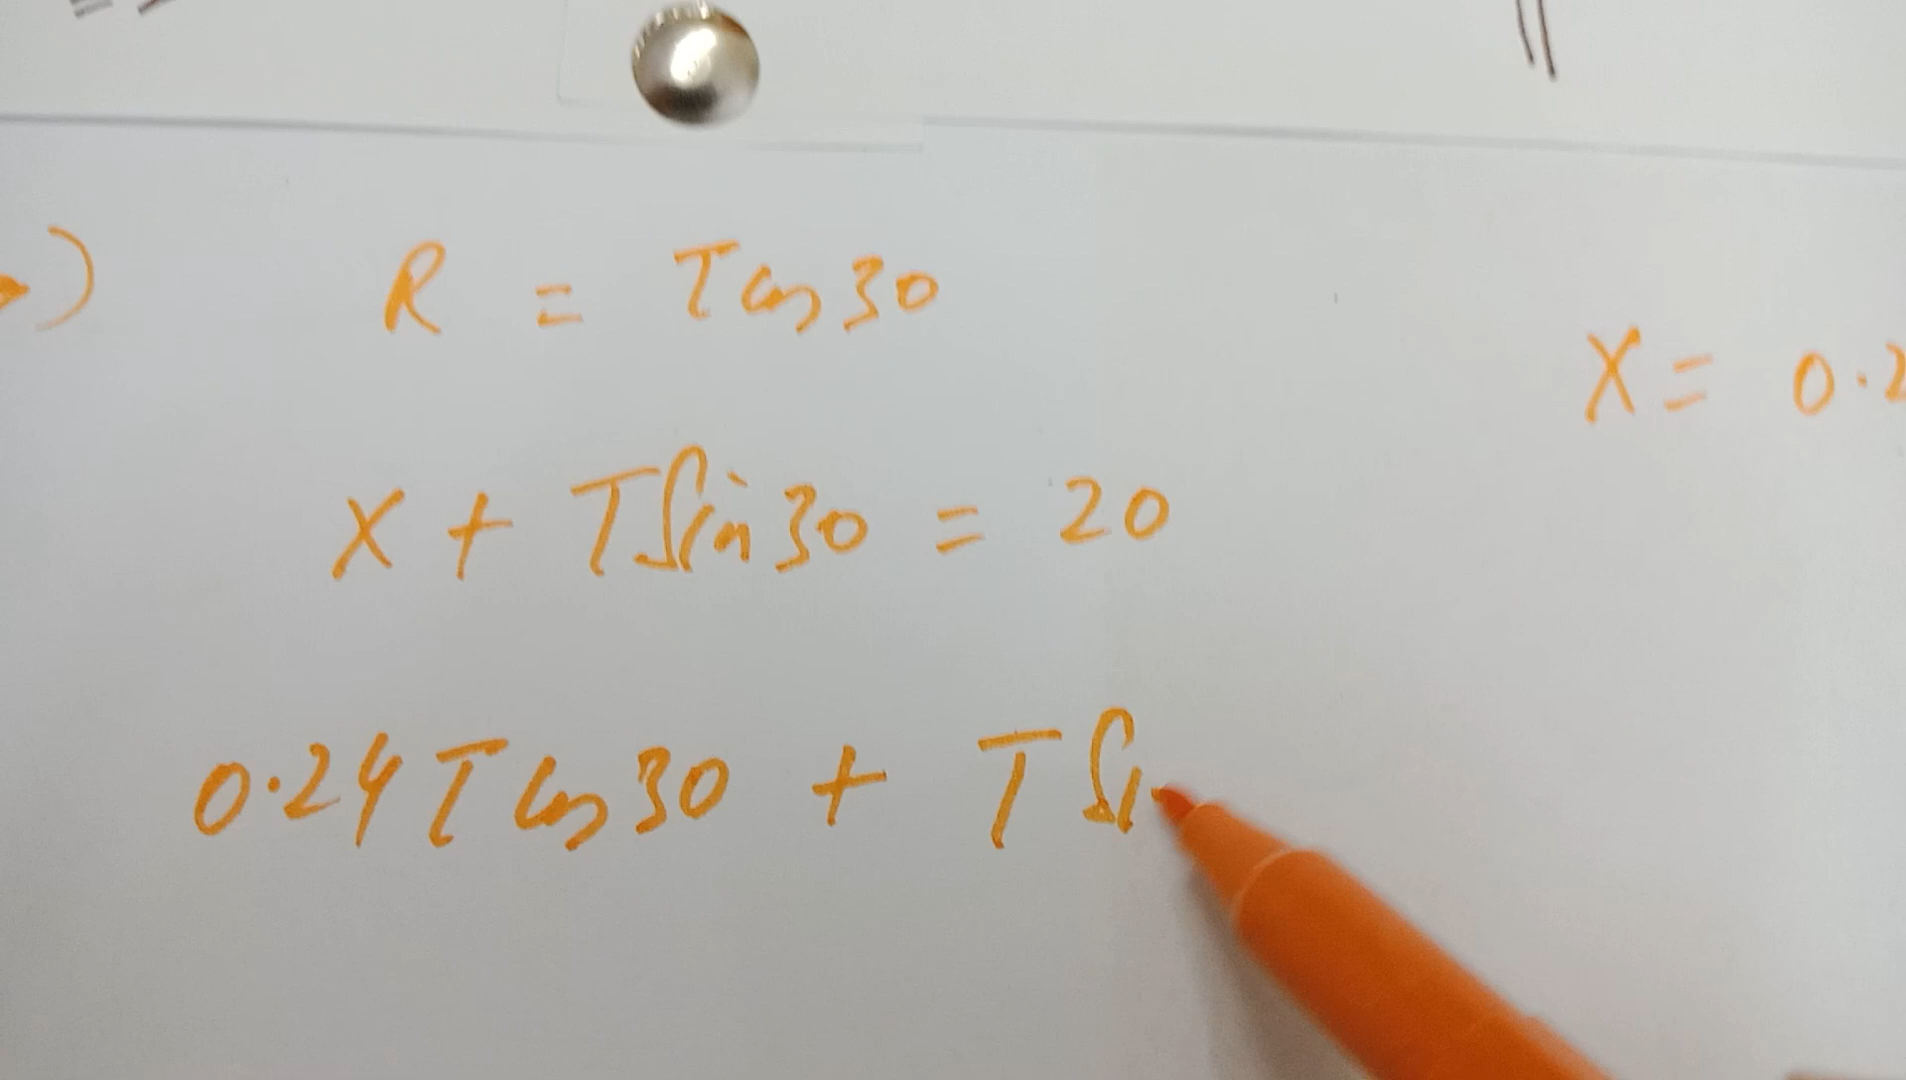 R = Tcos30
X = 0.2
X + TSin30 = 20
0.24Tcos30 + TSi